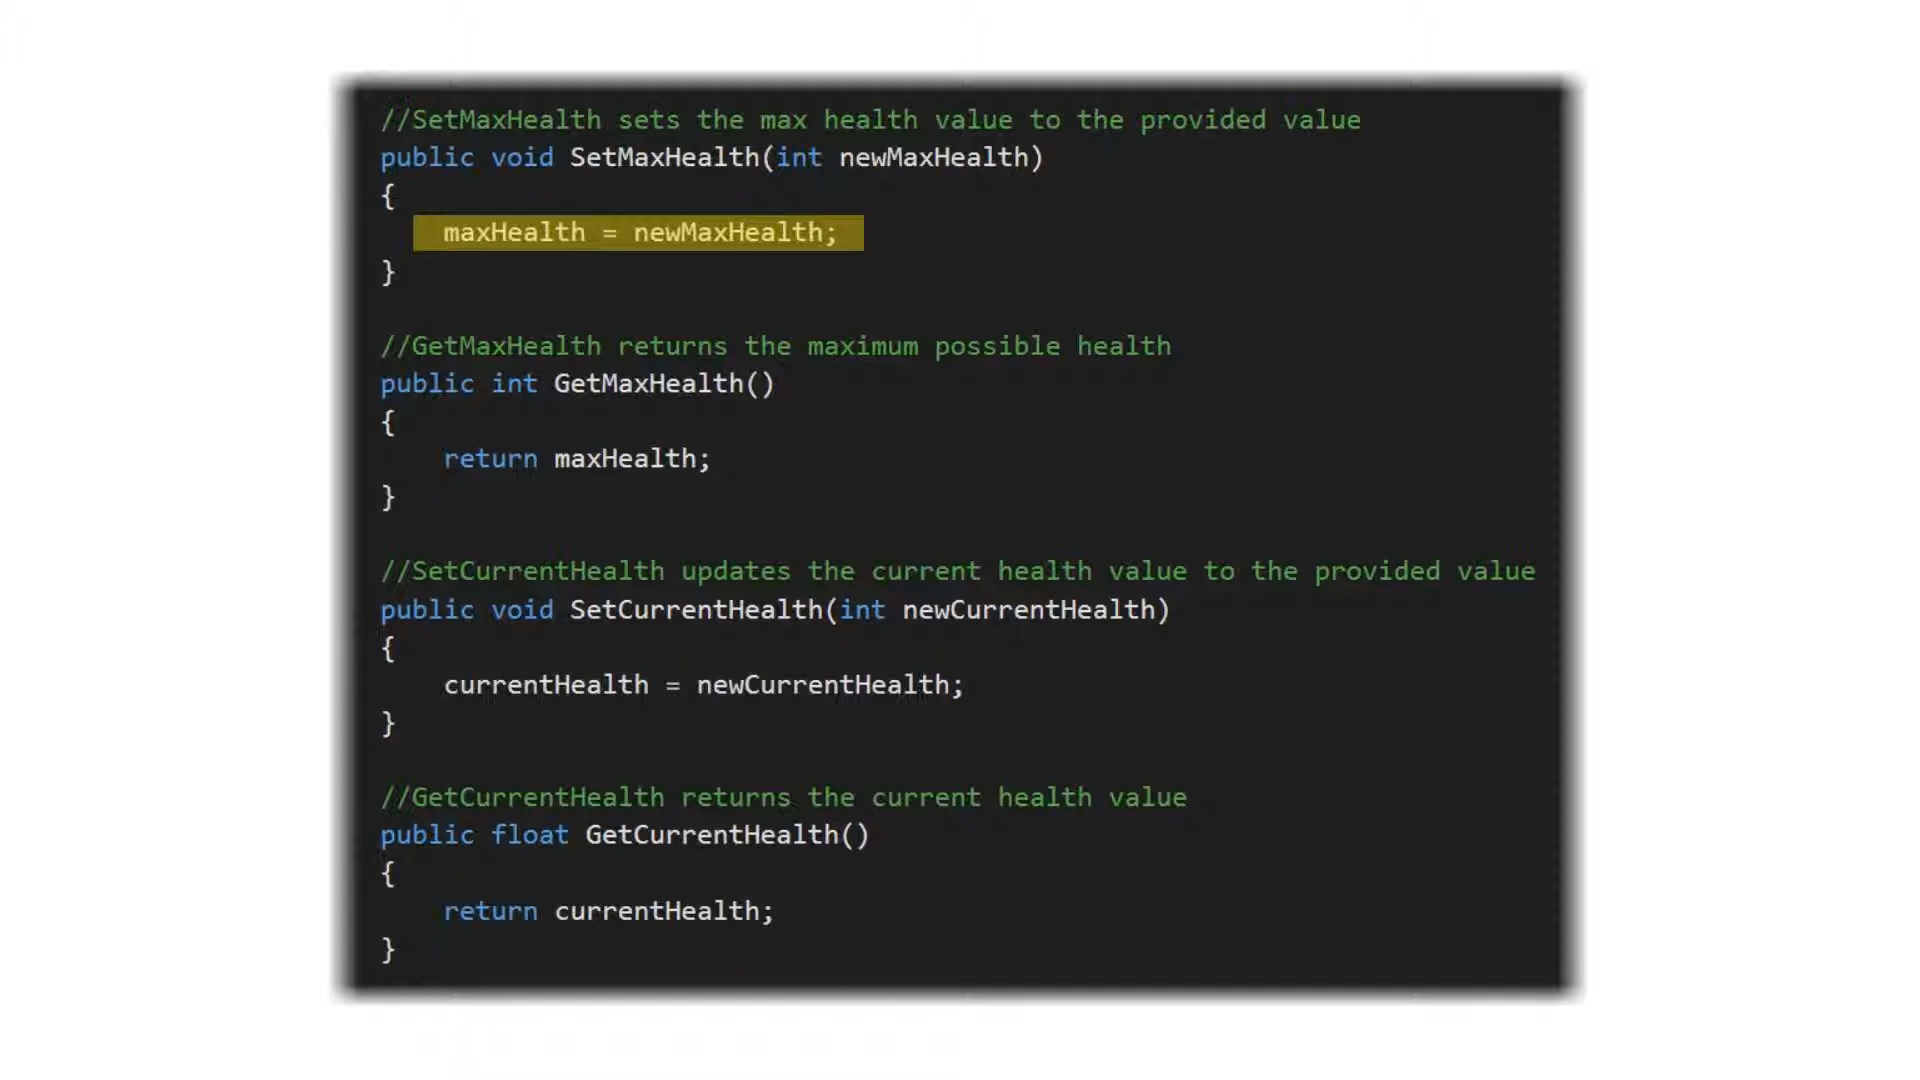 //SetMaxHealth sets the max health value to the provided value
public void SetMaxHealth(int newMaxHealth)
{
    maxHealth = newMaxHealth;
}

//GetMaxHealth returns the maximum possible health
public int GetMaxHealth()
{
    return maxHealth;
}

//SetCurrentHealth updates the current health value to the provided value
public void SetCurrentHealth(int newCurrentHealth)
{
    currentHealth = newCurrentHealth;
}

//GetCurrentHealth returns the current health value
public float GetCurrentHealth()
{
    return currentHealth;
}